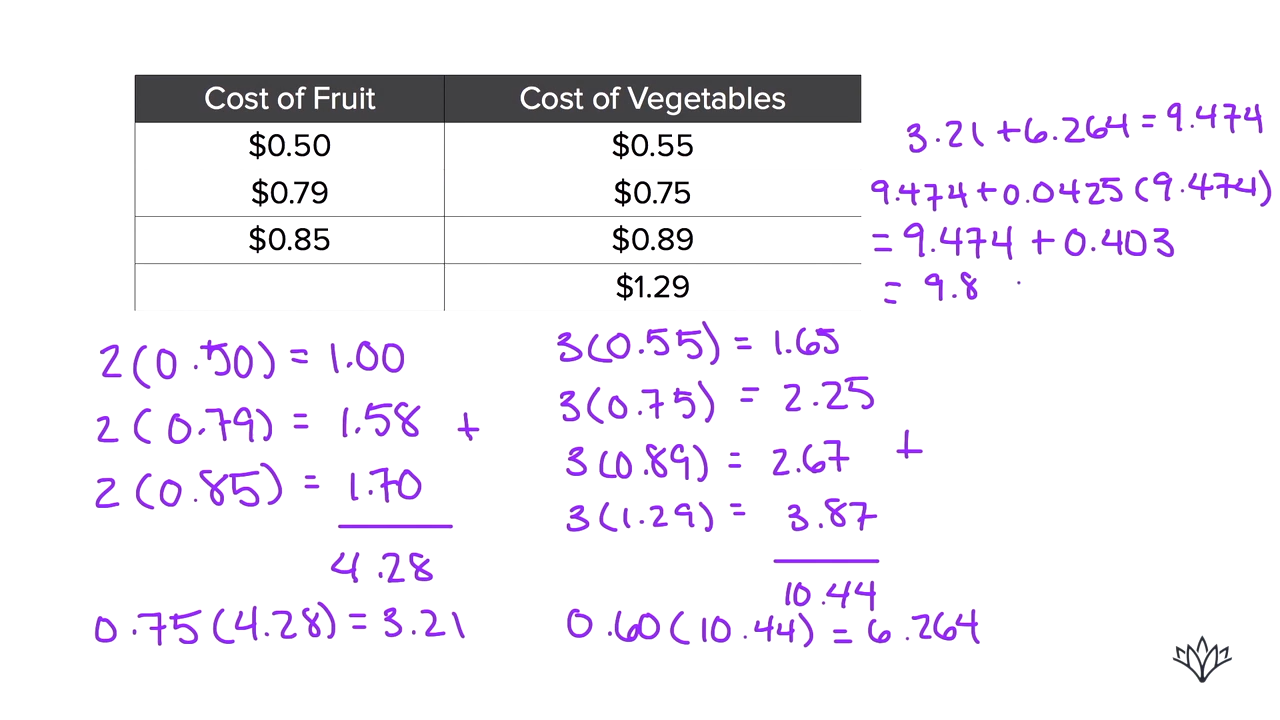 Cost of Fruit Cost of Vegetables
$0.50 $0.55
$0.79 $0.75
$0.85 $0.89
$1.29
3.21 + 6.264 = 9.474
9.474 + 0.0425 (9.474)
= 9.474 + 0.403
= 9.8
2 (0.50) = 1.00
2 (0.79) = 1.58 +
2 (0.85) = 1.70
4.28
0.75 (4.28) = 3.21
3 (0.55) = 1.65
3 (0.75) = 2.25
3 (0.89) = 2.67 +
3 (1.29) = 3.87
10.44
0.60 (10.44) = 6.264